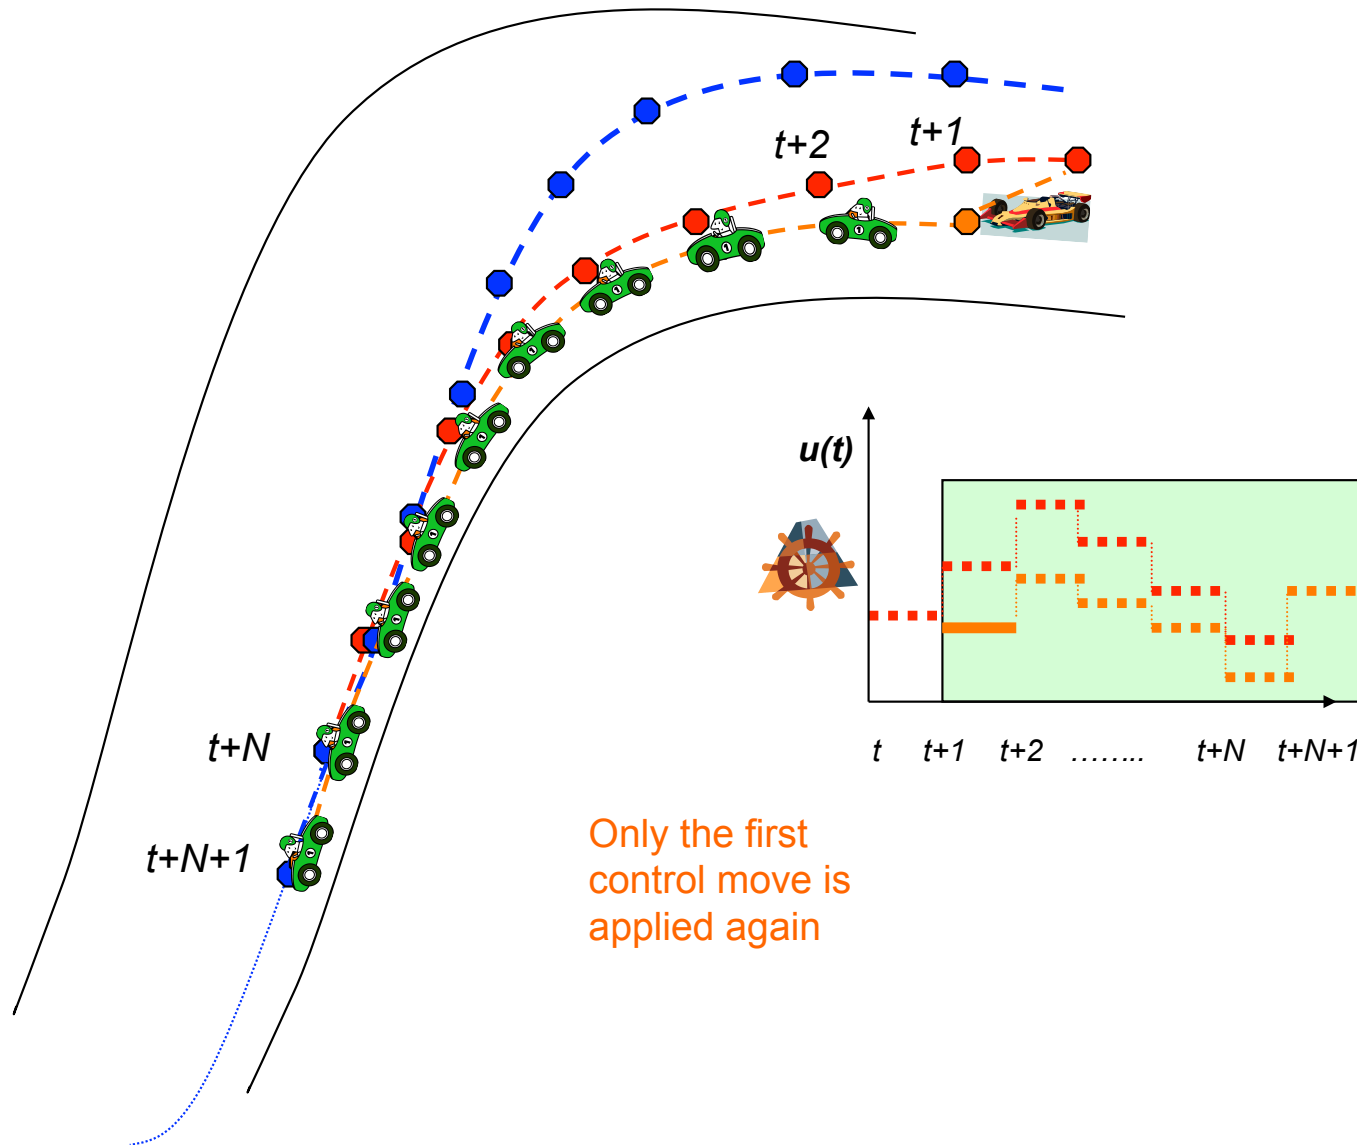 t+1
t+2
u(t)
t+N
t t+1 t+2 ........ t+N t+N+1
t+N+1
Only the first
control move is
applied again